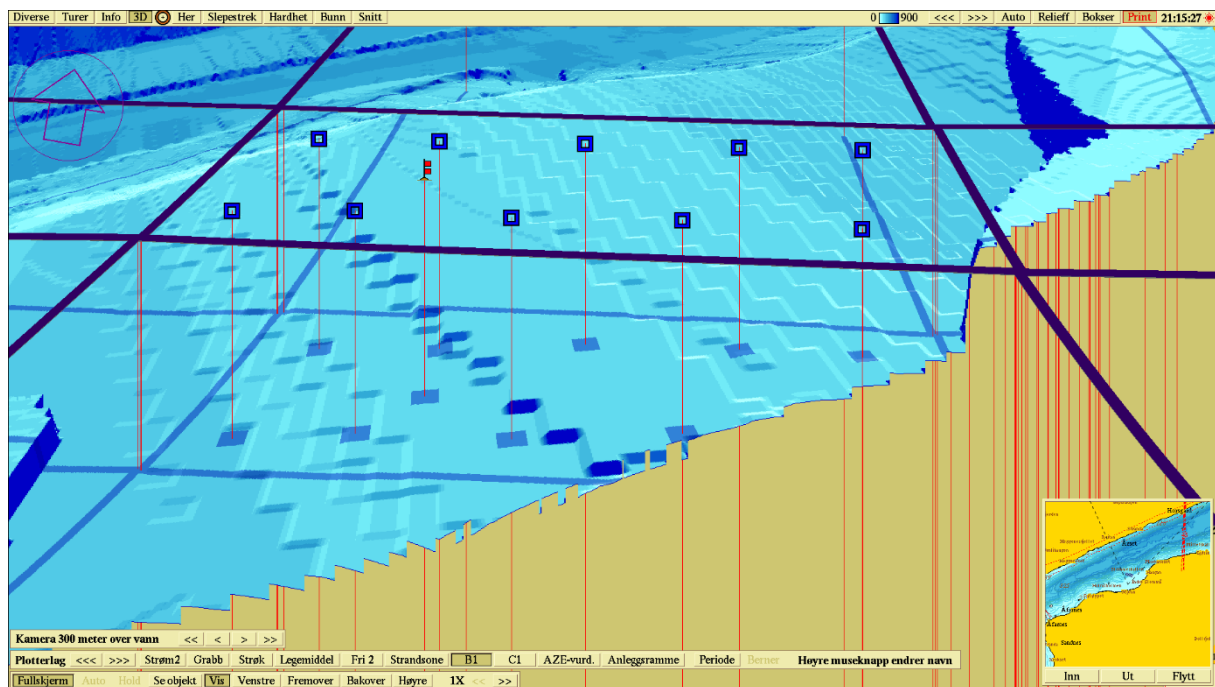 Diverse Turer Info 3D Her Slepestrek Hardhet Bunn Snitt 0 900 <<< >>> Auto Relieff Bokser Print 21:15:27
Åfarnes
Kamera 300 meter over vann << < > >>
Plotterlag <<< >>> Strøm2 Grabb Strøk Legemiddel Fri 2 Strandsone B1 C1 AZE-vurd. Anleggsramme Periode Berner Høyre museknapp endrer navn
Inn Ut Flytt
Fullskjerm Auto Hold Se objekt Vis Venstre Fremover Bakover Høyre 1X << >>